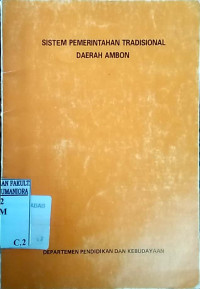 SISTEM PEMERINTAHAN TRADISIONAL
DAERAH AMBON
AN FAKULT
UMANIORA
2
M
C.2
DEPARTEMEN PENDIDIKAN DAN KEBUDAYAAN